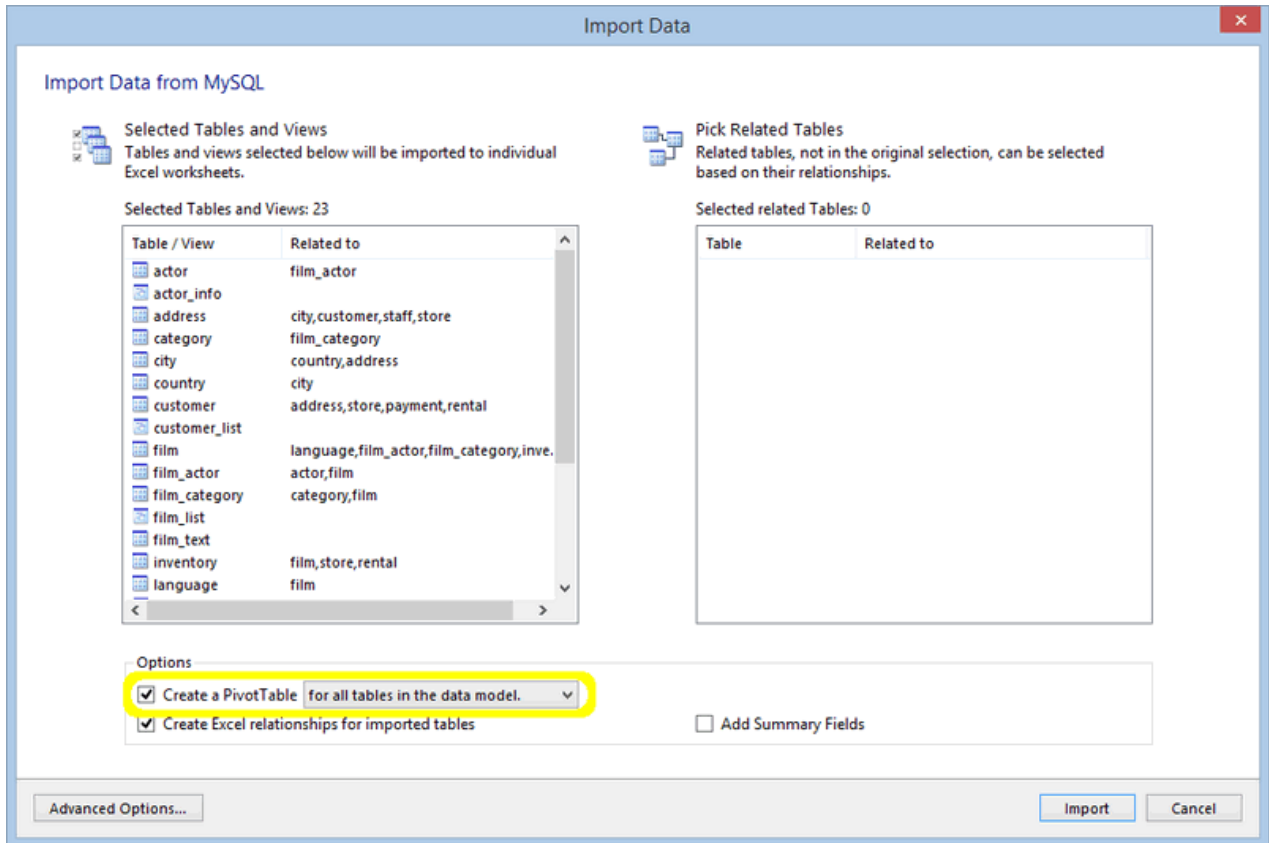 Import Data
Import Data from MySQL
Selected Tables and Views
Tables and views selected below will be imported to individual
Excel worksheets.
Selected Tables and Views: 23
Table / View Related to
actor film_actor
actor_info
address city,customer,staff,store
category film_category
city country,address
country city
customer address,store,payment,rental
customer_list
film language,film_actor,film_category,inve.
film_actor actor,film
film_category category,film
film_list
film_text
inventory film,store,rental
language film
Pick Related Tables
Related tables, not in the original selection, can be selected
based on their relationships.
Selected related Tables: 0
Table Related to
Options
Create a PivotTable for all tables in the data model.
Create Excel relationships for imported tables
Add Summary Fields
Advanced Options...
Import
Cancel